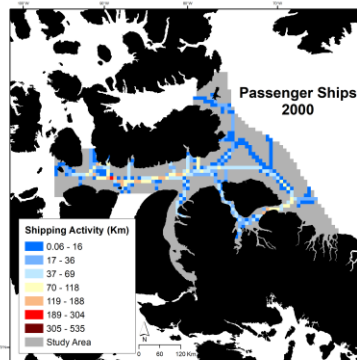 Passenger Ships
2000
Shipping Activity (Km)
0.06 - 16
17 - 36
37 - 69
70 - 118
119 - 188
189 - 304
305 - 535
Study Area
N
0 60 120 Km